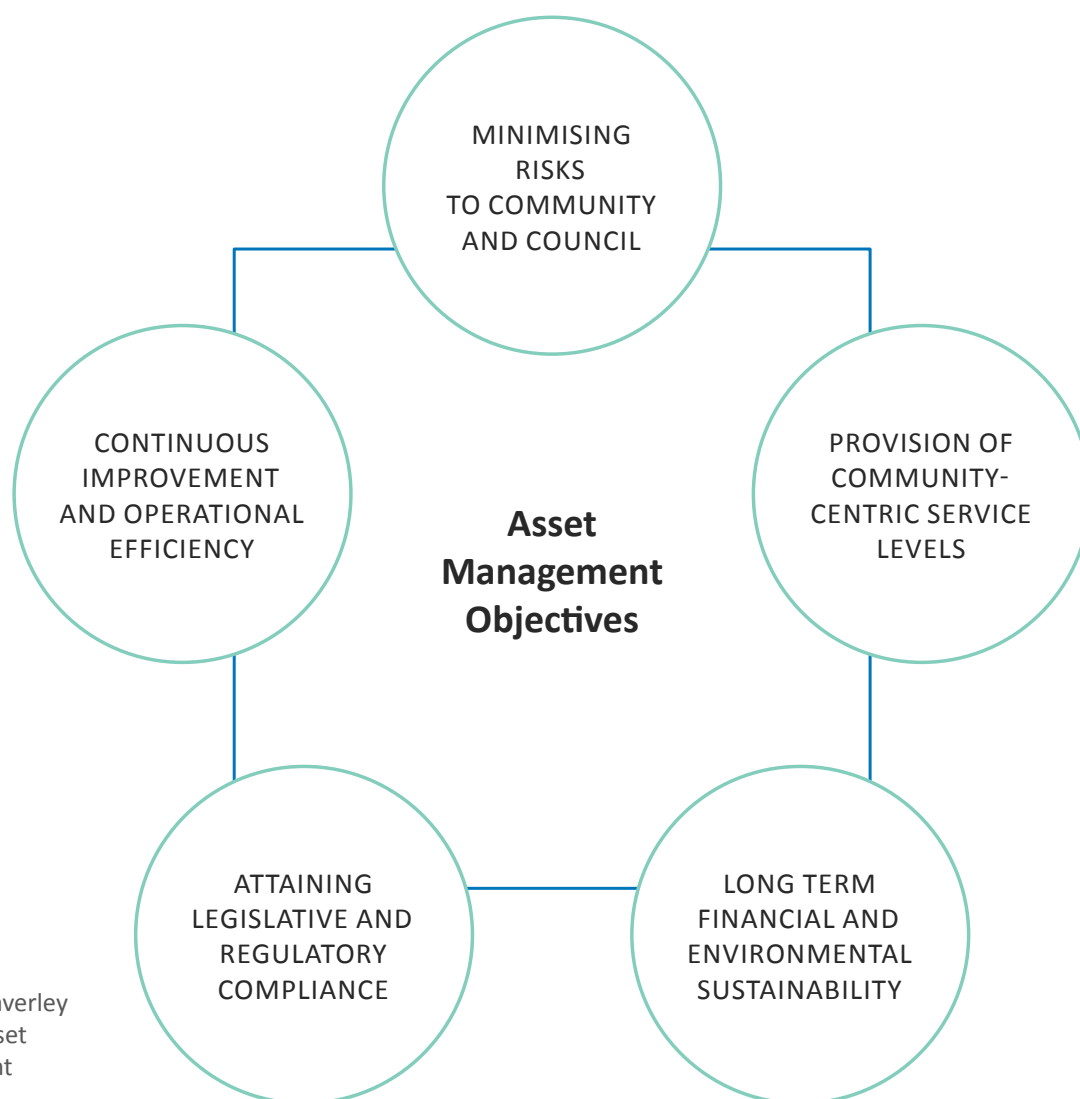 MINIMISING
RISKS
TO COMMUNITY
AND COUNCIL
CONTINUOUS
IMPROVEMENT
AND OPERATIONAL
EFFICIENCY
PROVISION OF
COMMUNITY-
CENTRIC SERVICE
LEVELS
Asset
Management
Objectives
ATTAINING
LEGISLATIVE AND
REGULATORY
COMPLIANCE
LONG TERM
FINANCIAL AND
ENVIRONMENTAL
SUSTAINABILITY